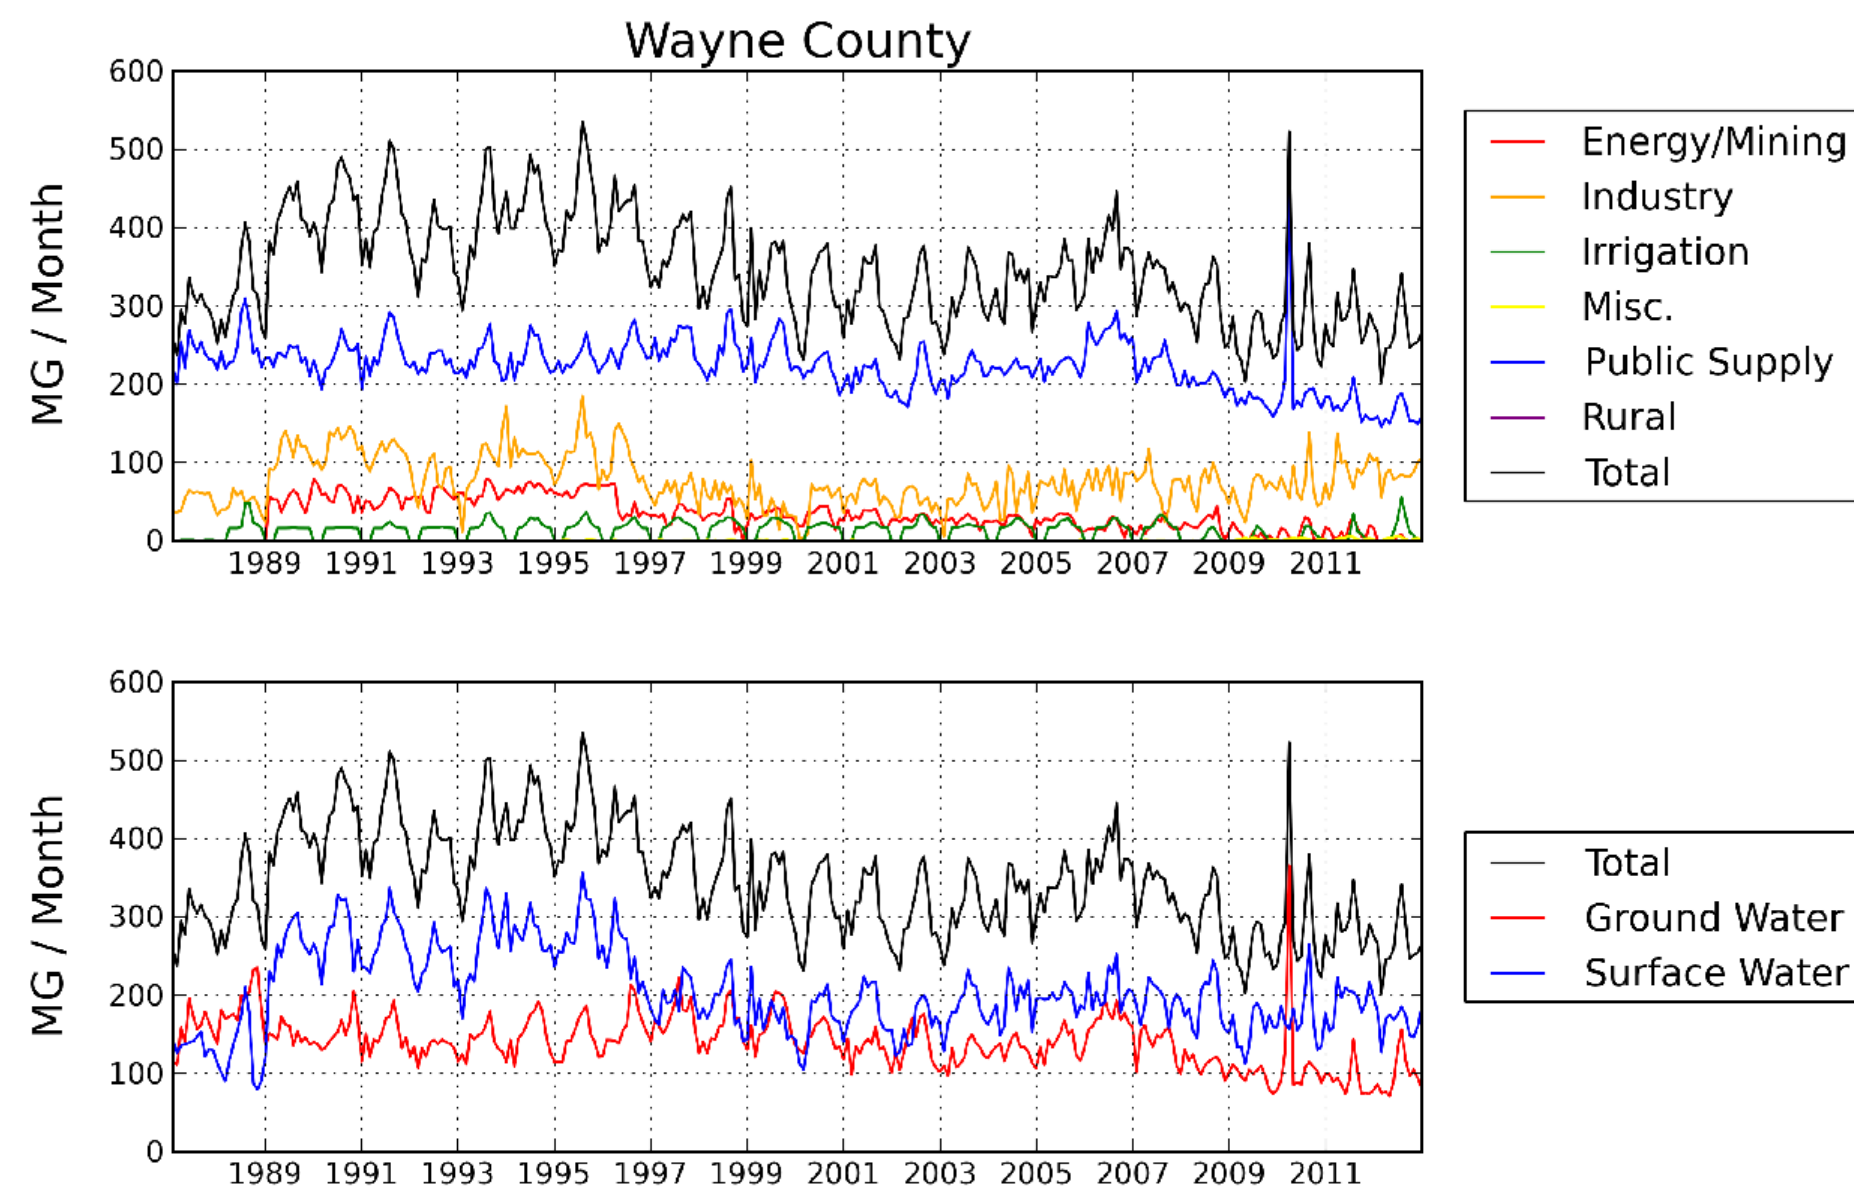 Wayne County
600
500
400
300
200
100
0
MG / Month
1989 1991 1993 1995 1997 1999 2001 2003 2005 2007 2009 2011
Energy/Mining
Industry
Irrigation
Misc.
Public Supply
Rural
Total
600
500
400
300
200
100
0
MG / Month
1989 1991 1993 1995 1997 1999 2001 2003 2005 2007 2009 2011
Total
Ground Water
Surface Water